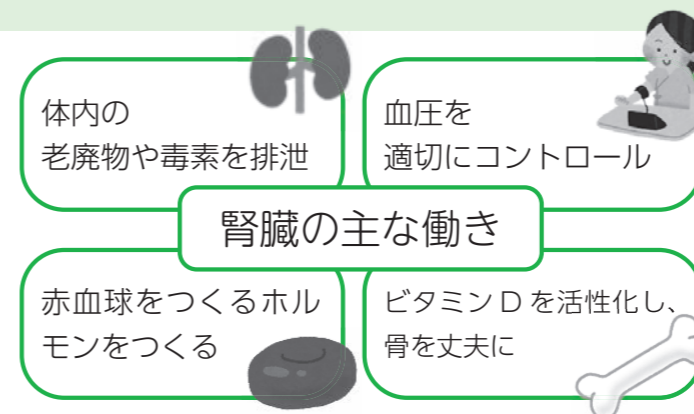 体内の
老廃物や毒素を排泄
血圧を
適切にコントロール
腎臓の主な働き
赤血球をつくるホル
モンをつくる
ビタミン D を活性化し、
骨を丈夫に